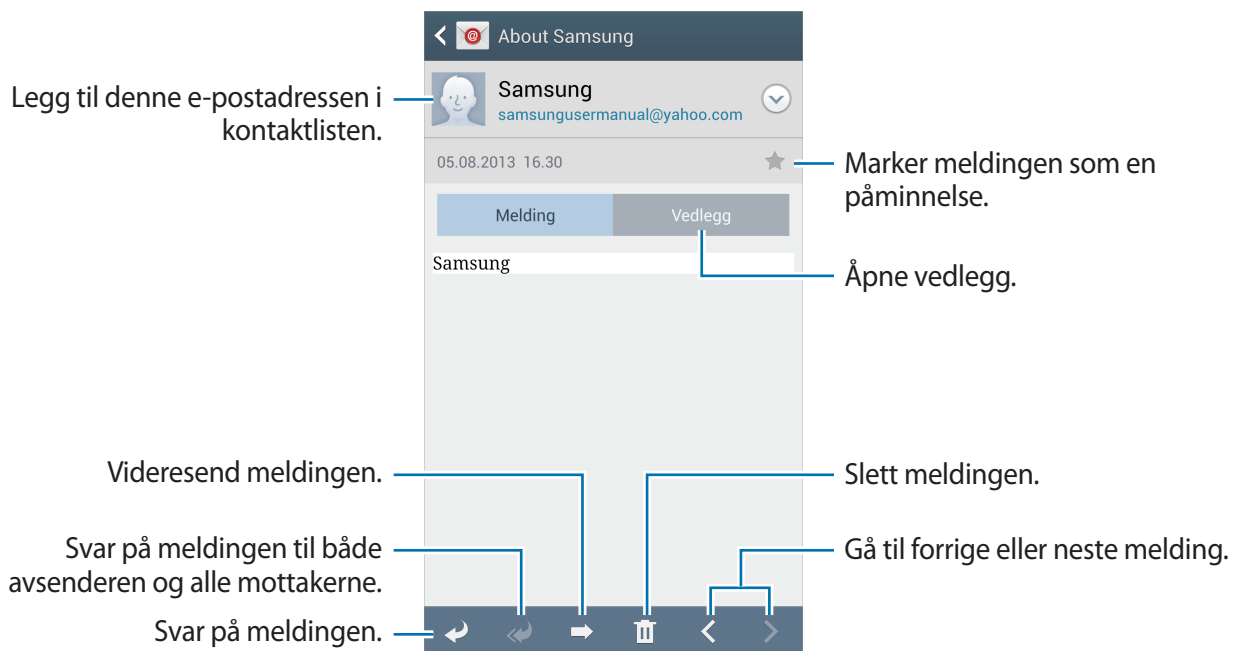 About Samsung
Legg til denne e-postadressen i
kontaktlisten.
Samsung
samsungusermanual@yahoo.com
05.08.2013 16.30
Marker meldingen som en
påminnelse.
Melding
Vedlegg
Samsung
Åpne vedlegg.
Videresend meldingen.
Slett meldingen.
Svar på meldingen til både
avsenderen og alle mottakerne.
Gå til forrige eller neste melding.
Svar på meldingen.